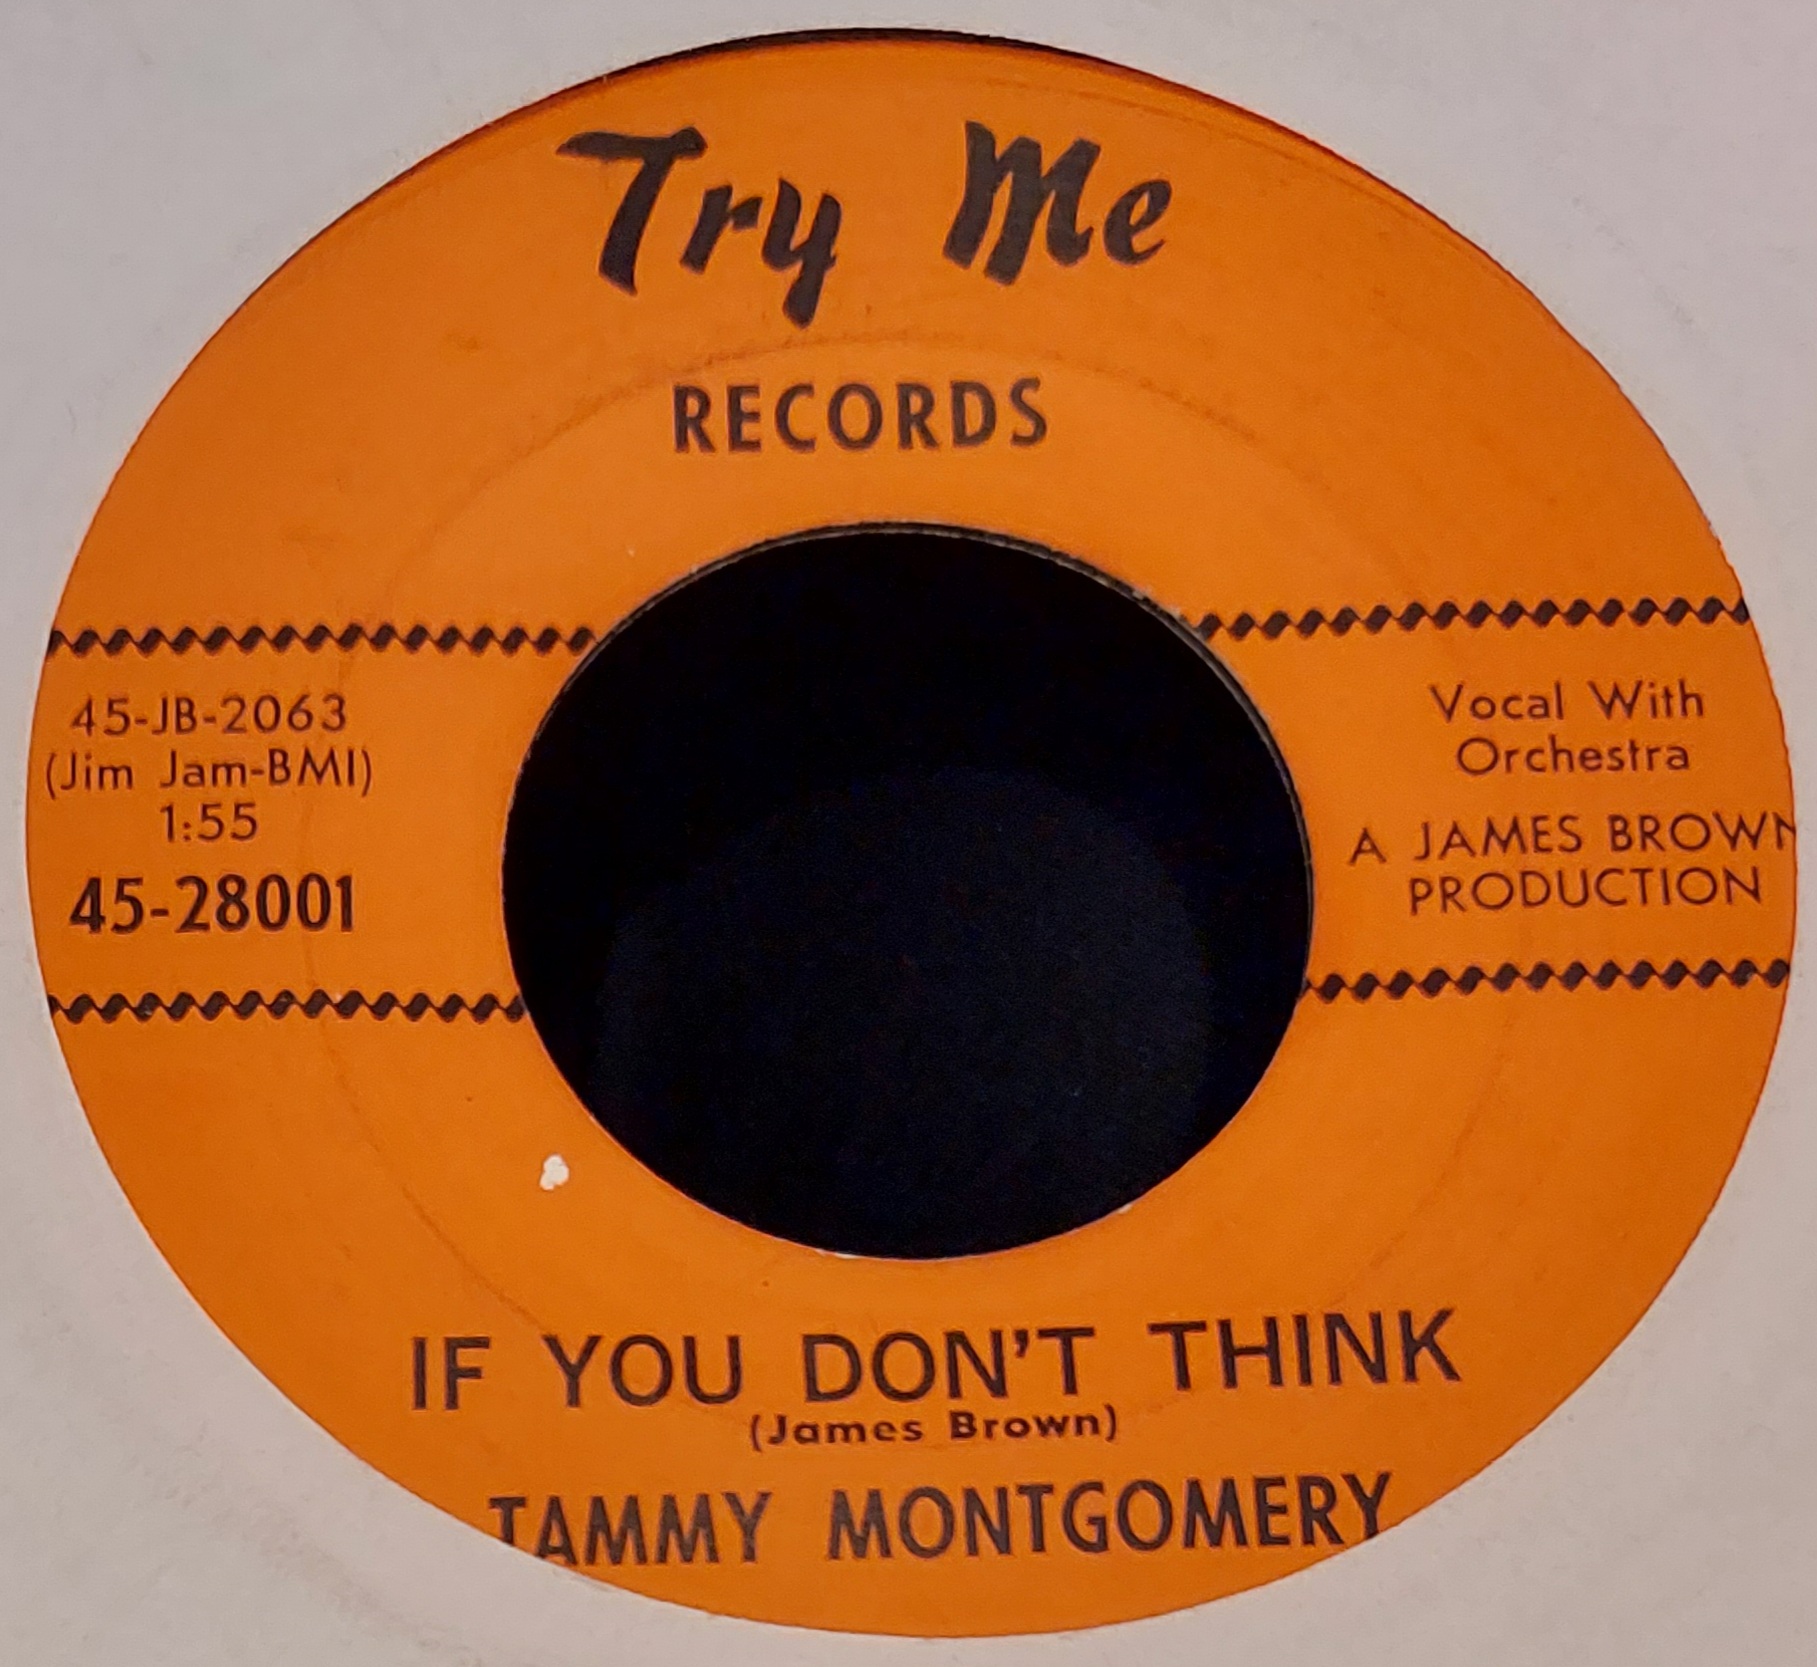 Try Me
RECORDS
45-JB-2063
(Jim Jam-BMI)
1:55
45-28001
Vocal With
Orchestra
A JAMES BROWN
PRODUCTION
IF YOU DON'T THINK
(James Brown)
TAMMY MONTGOMERY